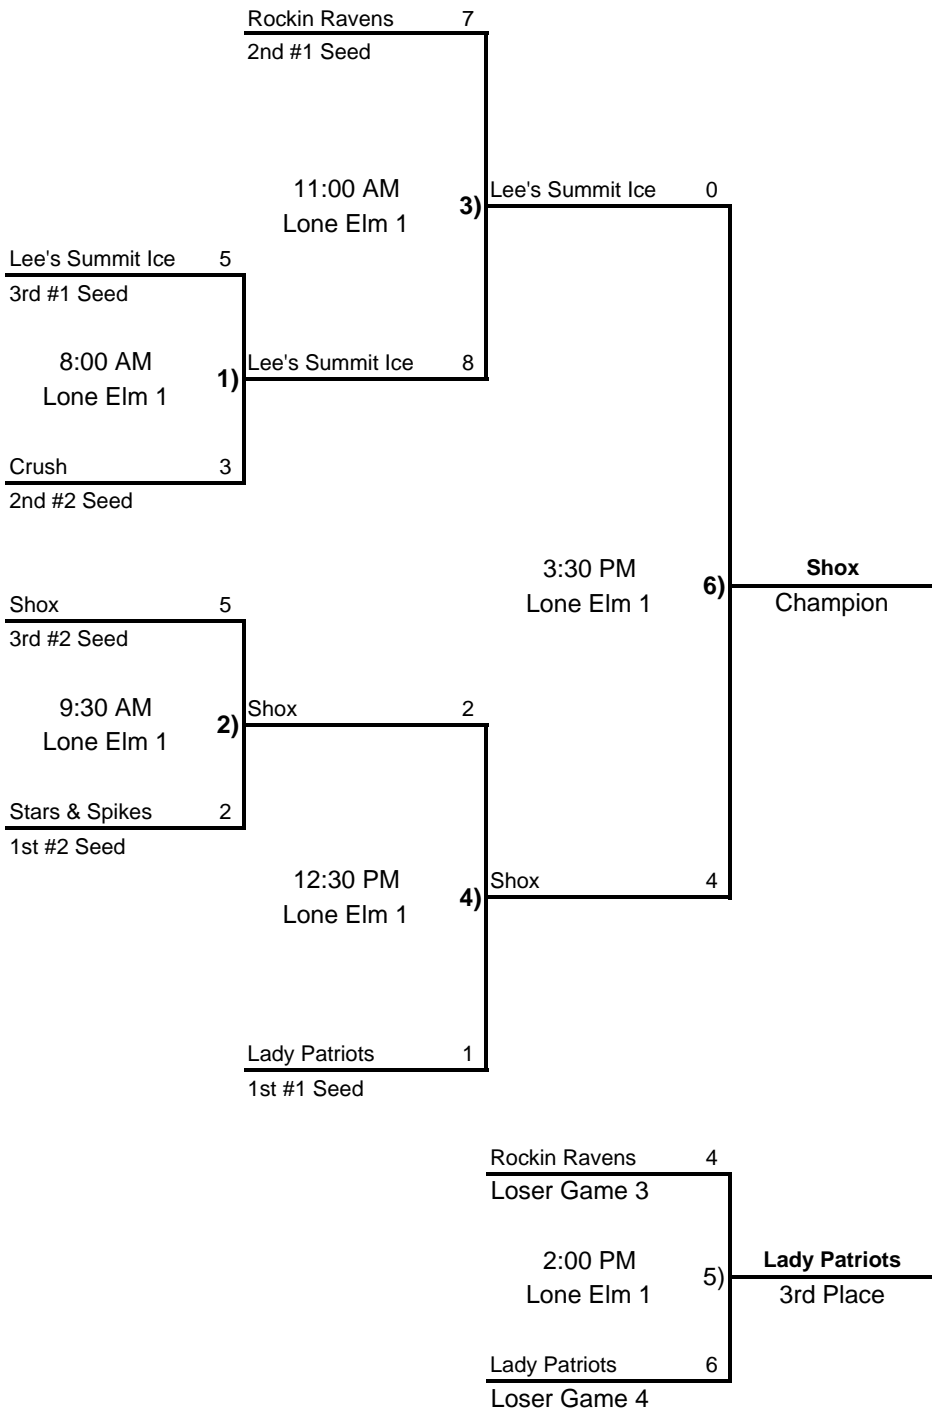 Rockin Ravens 7
2nd #1 Seed
11:00 AM
Lone Elm 1
3)
Lee's Summit Ice 0
Lee's Summit Ice 5
3rd #1 Seed
8:00 AM
Lone Elm 1
1)
Lee's Summit Ice 8
Crush 3
2nd #2 Seed
3:30 PM
Lone Elm 1
6)
Shox
Champion
Shox 5
3rd #2 Seed
9:30 AM
Lone Elm 1
2)
Shox 2
Stars & Spikes 2
1st #2 Seed
12:30 PM
Lone Elm 1
4)
Shox 4
Lady Patriots 1
1st #1 Seed
Rockin Ravens 4
Loser Game 3
2:00 PM
Lone Elm 1
5)
Lady Patriots
3rd Place
Lady Patriots 6
Loser Game 4